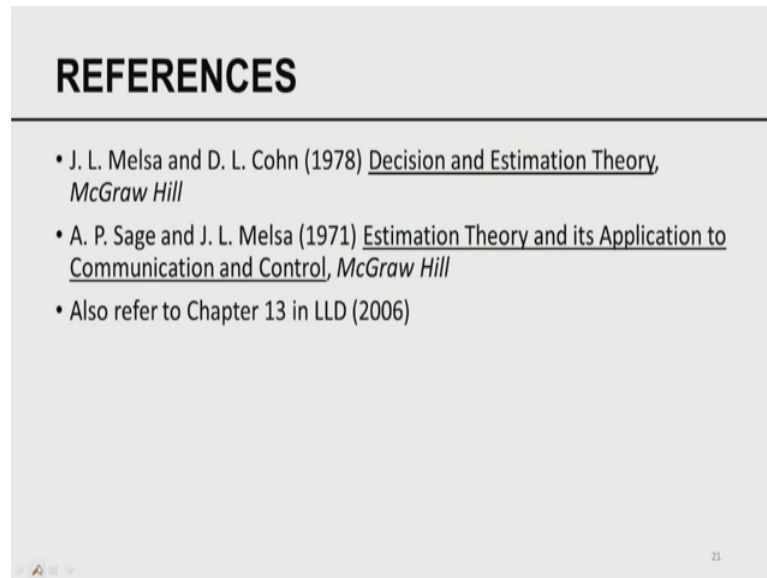 REFERENCES
• J. L. Melsa and D. L. Cohn (1978) Decision and Estimation Theory,
McGraw Hill
• A. P. Sage and J. L. Melsa (1971) Estimation Theory and its Application to
Communication and Control, McGraw Hill
• Also refer to Chapter 13 in LLD (2006)
21